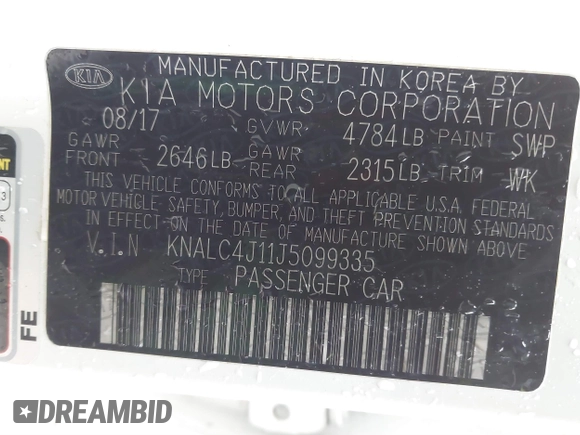 KIA
MANUFACTURED IN KOREA BY
KIA MOTORS CORPORATION
08/17 GVWR 4784LB PAINT SWP
GAWR FRONT 2646LB GAWR REAR 2315LB TRIM WK
THIS VEHICLE CONFORMS TO ALL APPLICABLE U.S.A. FEDERAL
MOTOR VEHICLE SAFETY, BUMPER, AND THEFT PREVENTION STANDARDS
IN EFFECT ON THE DATE OF MANUFACTURE SHOWN ABOVE
V.I.N KNALC4J11J5099335
TYPE PASSENGER CAR
3
FE
DREAMBID